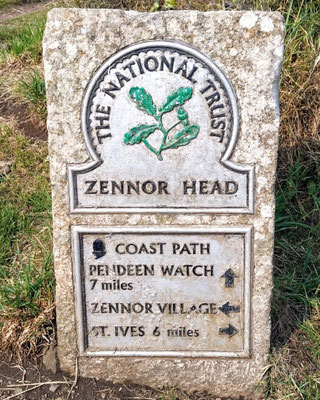 THE NATIONAL TRUST
ZENNOR HEAD
COAST PATH
PENDEEN WATCH
7 miles
ZENNOR VILLAGE
ST. IVES 6 miles